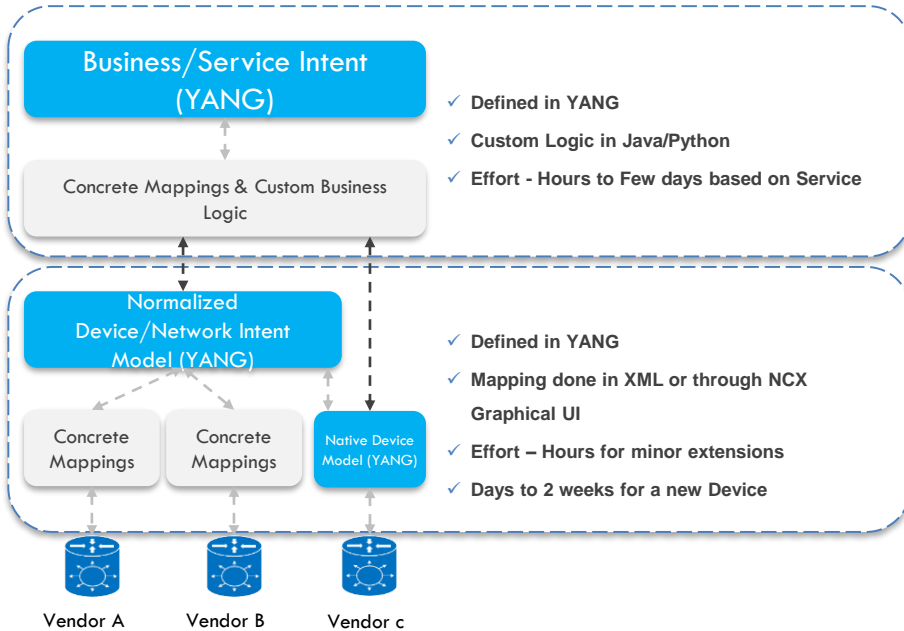 Business/Service Intent
(YANG)
Concrete Mappings & Custom Business
Logic
✓ Defined in YANG
✓ Custom Logic in Java/Python
✓ Effort - Hours to Few days based on Service
Normalized
Device/Network Intent
Model (YANG)
Concrete
Mappings
Concrete
Mappings
Native Device
Model (YANG)
✓ Defined in YANG
✓ Mapping done in XML or through NCX
Graphical UI
✓ Effort – Hours for minor extensions
✓ Days to 2 weeks for a new Device
Vendor A
Vendor B
Vendor c